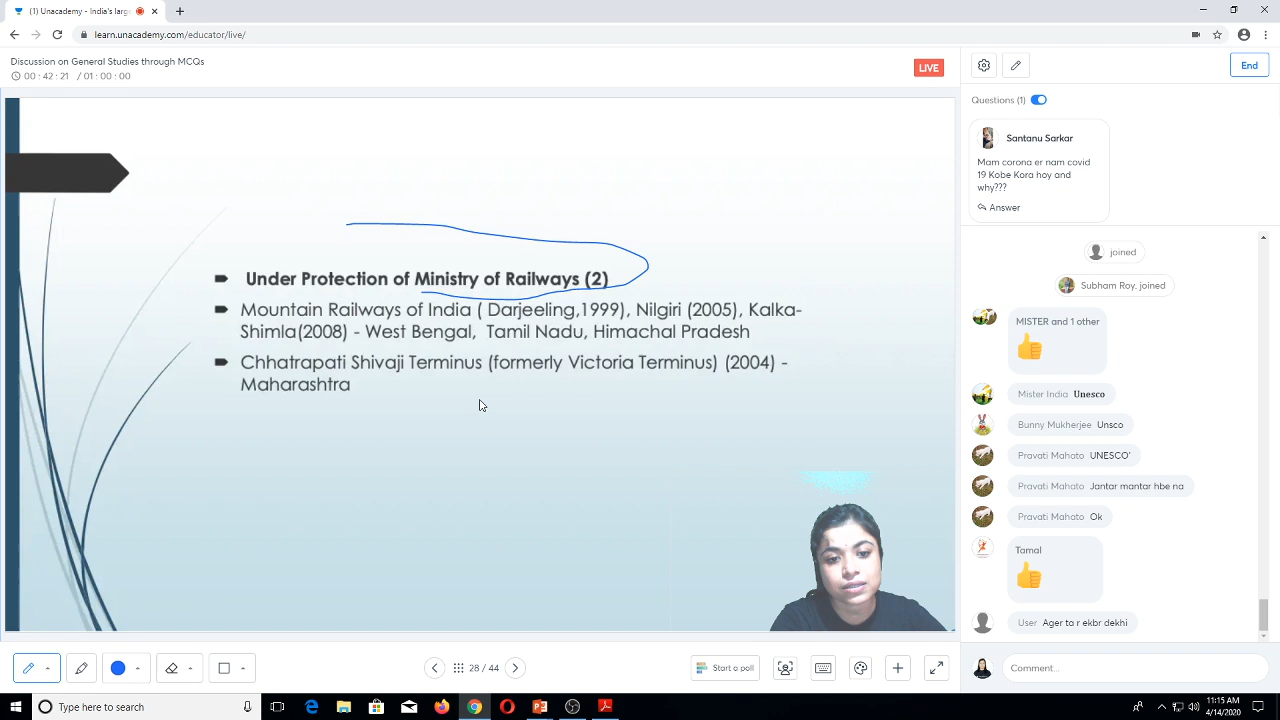 (1) Unacademy - India's larg
learn.unacademy.com/educator/live/
Discussion on General Studies through MCQs
00 : 42 : 21 / 01 : 00 : 00
LIVE
End
Questions (1)
Santanu Sarkar
Mam corona er nam covid
19 Kobe Kora hoy and
why???
Answer
Under Protection of Ministry of Railways (2)
Mountain Railways of India ( Darjeeling,1999), Nilgiri (2005), Kalka-
Shimla(2008) - West Bengal, Tamil Nadu, Himachal Pradesh
Chhatrapati Shivaji Terminus (formerly Victoria Terminus) (2004) -
Maharashtra
joined
Subham Roy, joined
MISTER and 1 other
Mister India Unesco
Bunny Mukherjee Unsco
Pravati Mahato UNESCO'
Pravati Mahato Jantar mantar hbe na
Pravati Mahato Ok
Tamal
User Ager ta r ekbr dekhi
28 / 44
Start a poll
Comment...
Type here to search
11:15 AM
4/14/2020